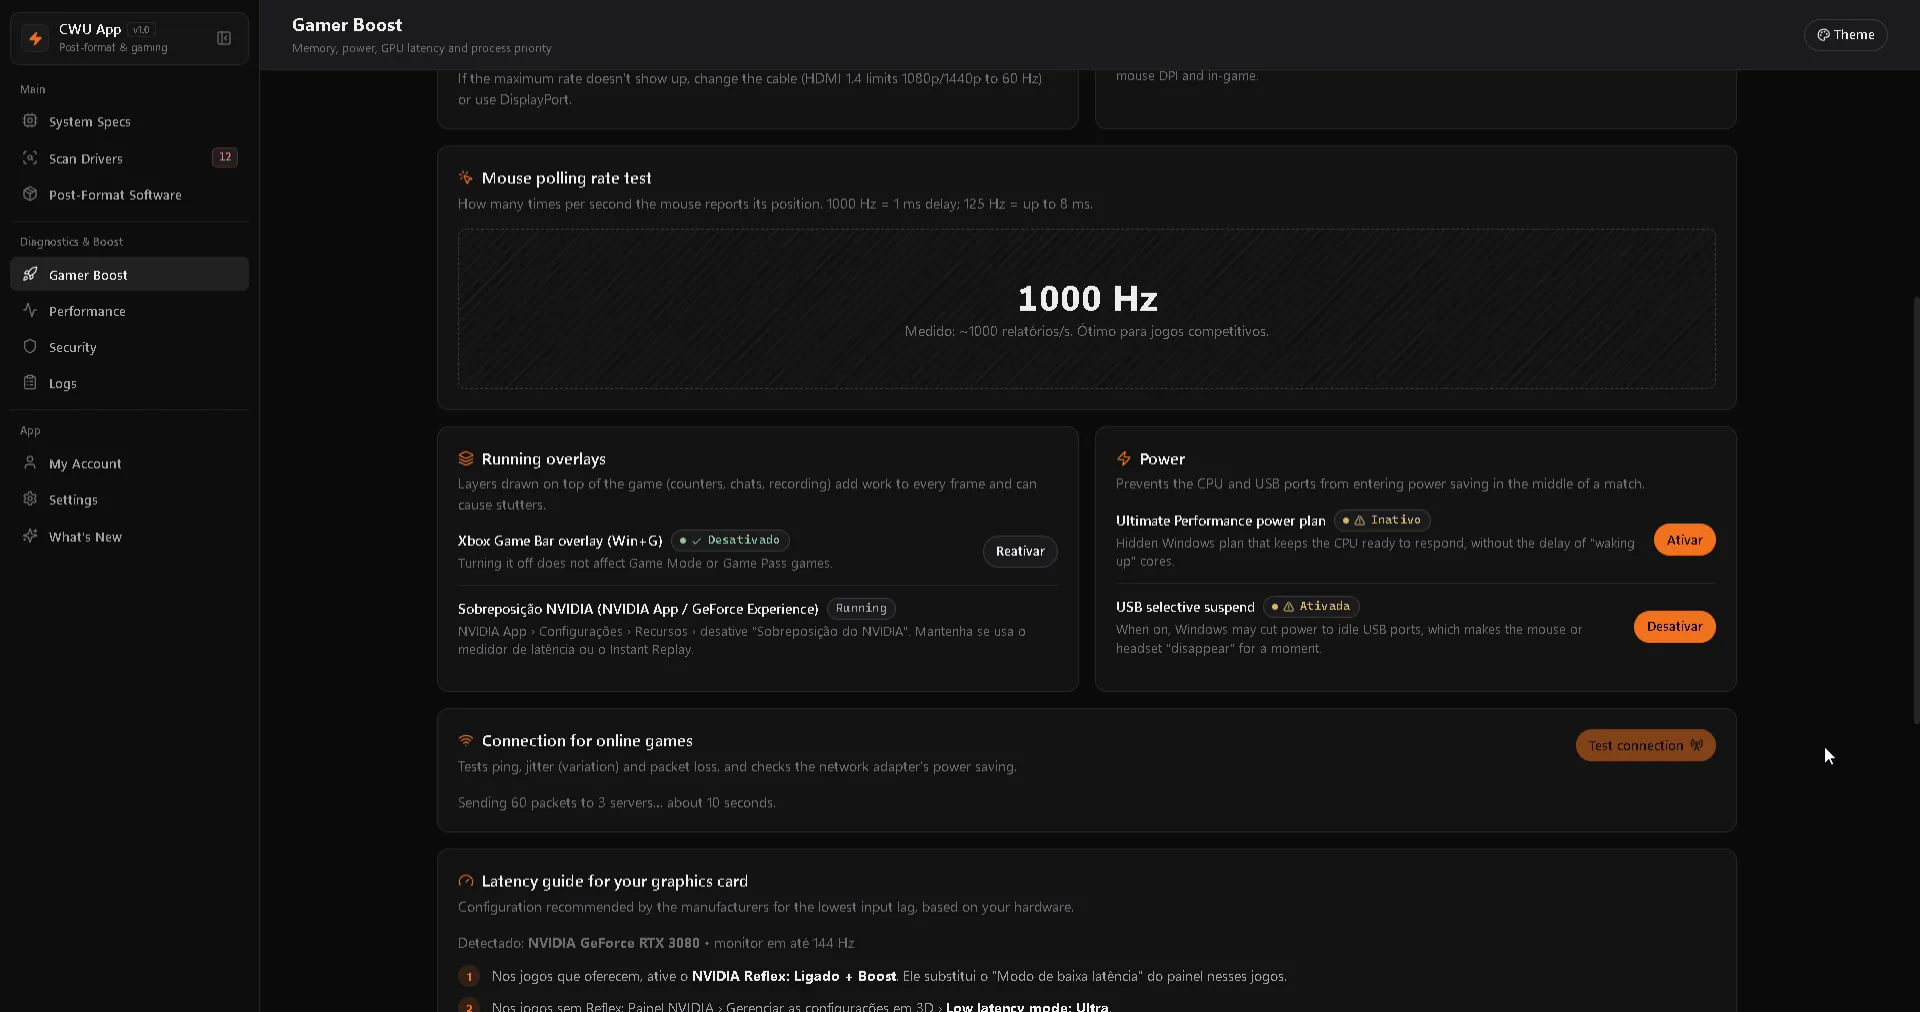 CWU App v1.0
Post-format & gaming
Main
System Specs
Scan Drivers 12
Post-Format Software
Diagnostics & Boost
Gamer Boost
Performance
Security
Logs
App
My Account
Settings
What's New
Gamer Boost
Memory, power, GPU latency and process priority
Theme
If the maximum rate doesn't show up, change the cable (HDMI 1.4 limits 1080p/1440p to 60 Hz)
or use DisplayPort.
mouse DPI and in-game.
Mouse polling rate test
How many times per second the mouse reports its position. 1000 Hz = 1 ms delay; 125 Hz = up to 8 ms.
1000 Hz
Medido: ~1000 relatórios/s. Ótimo para jogos competitivos.
Running overlays
Layers drawn on top of the game (counters, chats, recording) add work to every frame and can
cause stutters.
Xbox Game Bar overlay (Win+G) Desativado
Turning it off does not affect Game Mode or Game Pass games.
Reativar
Sobreposição NVIDIA (NVIDIA App / GeForce Experience) Running
NVIDIA App › Configurações › Recursos › desative "Sobreposição do NVIDIA". Mantenha se usa o
medidor de latência ou o Instant Replay.
Power
Prevents the CPU and USB ports from entering power saving in the middle of a match.
Ultimate Performance power plan Inativo
Hidden Windows plan that keeps the CPU ready to respond, without the delay of "waking
up" cores.
Ativar
USB selective suspend Ativada
When on, Windows may cut power to idle USB ports, which makes the mouse or
headset "disappear" for a moment.
Desativar
Connection for online games
Tests ping, jitter (variation) and packet loss, and checks the network adapter's power saving.
Test connection
Sending 60 packets to 3 servers... about 10 seconds.
Latency guide for your graphics card
Configuration recommended by the manufacturers for the lowest input lag, based on your hardware.
Detectado: NVIDIA GeForce RTX 3080 • monitor em até 144 Hz
1 Nos jogos que oferecem, ative o NVIDIA Reflex: Ligado + Boost. Ele substitui o "Modo de baixa latência" do painel nesses jogos.
2 Nos jogos sem Reflex: Painel NVIDIA › Gerenciar as configurações em 3D › Low latency mode: Ultra.